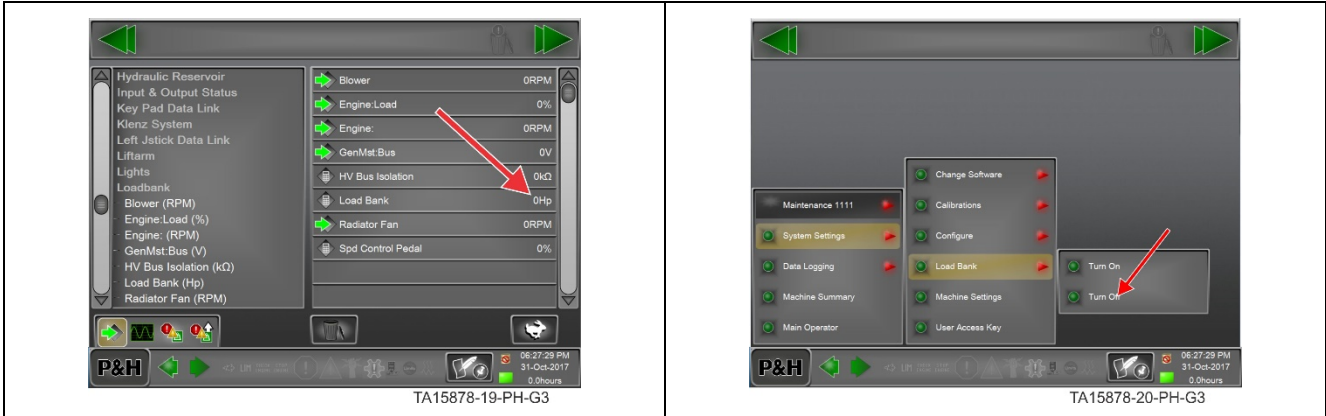 Hydraulic Reservoir
Input & Output Status
Key Pad Data Link
Klenz System
Left Jstick Data Link
Liftarm
Lights
Loadbank
Blower (RPM)
Engine:Load (%)
Engine: (RPM)
GenMst:Bus (V)
HV Bus Isolation (kΩ)
Load Bank (Hp)
Radiator Fan (RPM)
Blower 0RPM
Engine:Load 0%
Engine: 0RPM
GenMst:Bus 0V
HV Bus Isolation 0kΩ
Load Bank 0Hp
Radiator Fan 0RPM
Spd Control Pedal 0%
P&H
LIM
06:27:29 PM
31-Oct-2017
0.0hours
TA15878-19-PH-G3
Maintenance 1111
System Settings
Data Logging
Machine Summary
Main Operator
Change Software
Calibrations
Configure
Load Bank
Machine Settings
User Access Key
Turn On
Turn Off
P&H
LIM
06:27:29 PM
31-Oct-2017
0.0hours
TA15878-20-PH-G3